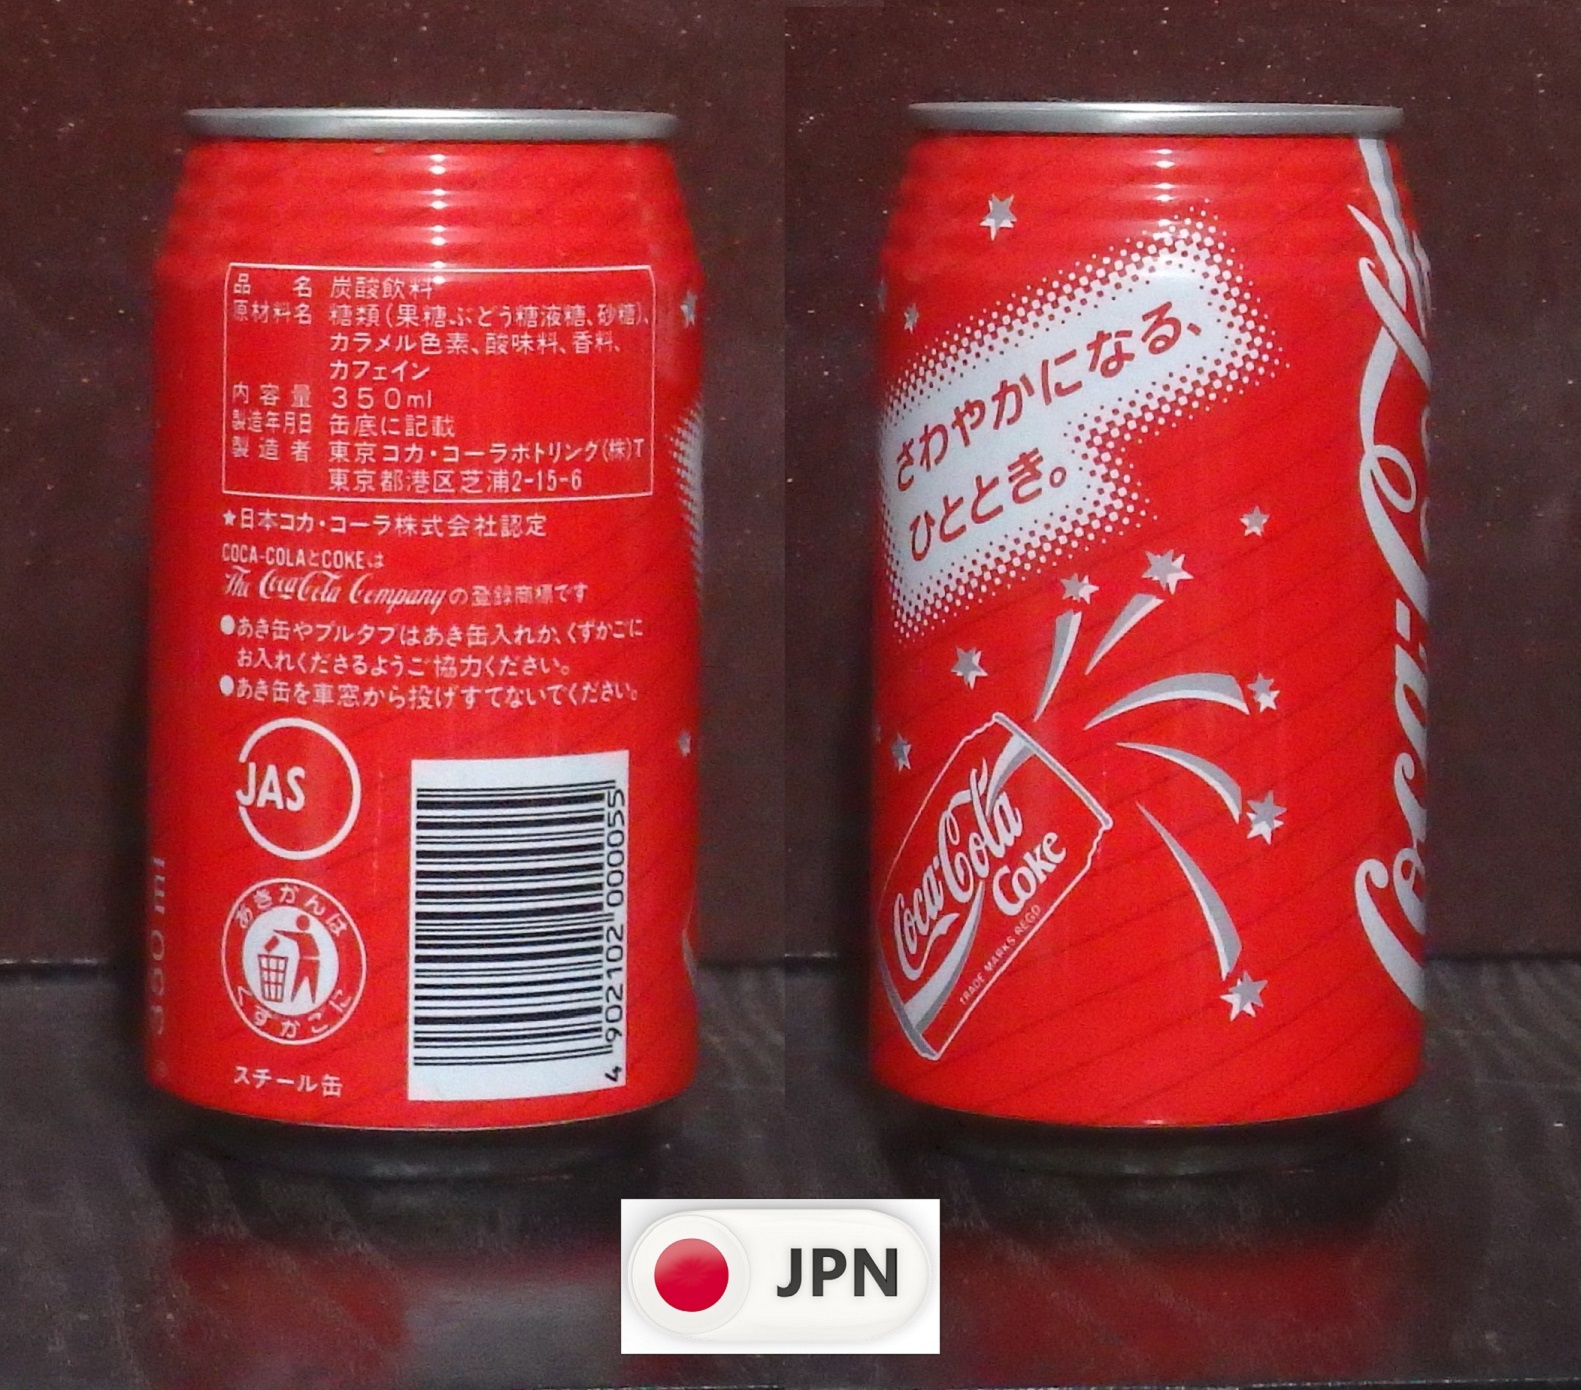 品名 炭酸飲料
原材料名 糖類(果糖ぶどう糖液糖、砂糖)、
カラメル色素、酸味料、香料、
カフェイン
内容量 350ml
製造年月日 缶底に記載
製造者 東京コカ・コーラボトリング(株)T
東京都港区芝浦2-15-6
★日本コカ・コーラ株式会社認定
COCA-COLAとCOKEは
The Coca-Cola Companyの登録商標です
●あき缶やプルタブはあき缶入れか、くずかごに
お入れくださるようご協力ください。
●あき缶を車窓から投げすてないでください。
JAS
あきかんは
くずかごに
スチール缶
4 902102 000055
350 ml
さわやかになる、
ひととき。
Coca-Cola
Coke
TRADE MARKS REGD
Coca-Cola
JPN